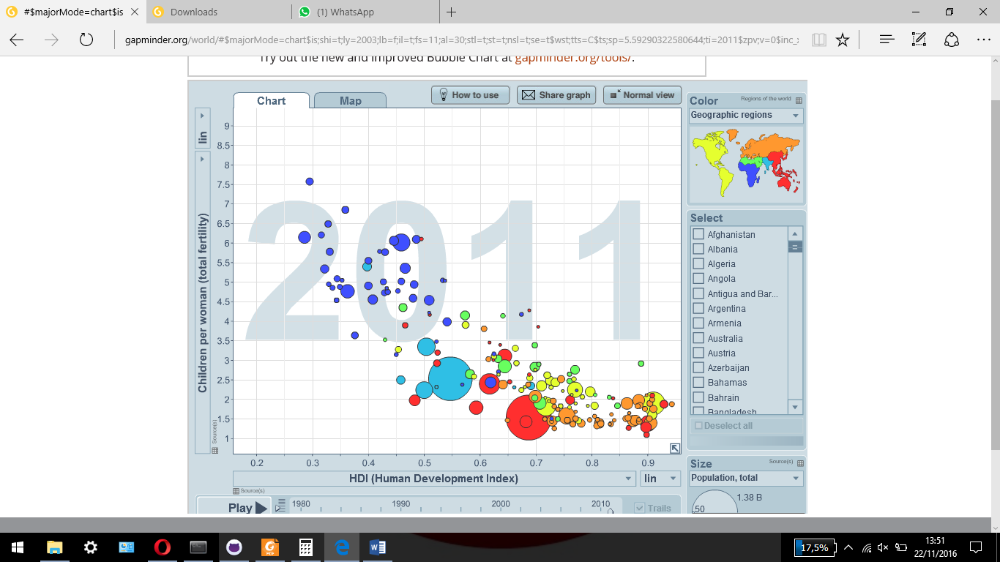 #$majorMode=chart$is
Downloads
(1) WhatsApp
gapminder.org/world/#$majorMode=chart$is;shi=t;ly=2003;lb=f;il=t;fs=11;al=30;stl=t;st=t;nsl=t;se=t$wst;tts=C$ts;sp=5.59290322580644;ti=2011$zpv;v=0$inc_x
Try out the new and improved Bubble Chart at gapminder.org/tools/.
Chart
Map
How to use
Share graph
Normal view
Color
Regions of the world
Geographic regions
lin
Children per woman (total fertility)
Source(s)
9
8.5
8
7.5
7
6.5
6
5.5
5
4.5
4
3.5
3
2.5
2
1.5
1
2011
0.2 0.3 0.4 0.5 0.6 0.7 0.8 0.9
HDI (Human Development Index)
lin
Source(s)
Select
Afghanistan
Albania
Algeria
Angola
Antigua and Bar...
Argentina
Armenia
Australia
Austria
Azerbaijan
Bahamas
Bahrain
Bangladesh
Deselect all
Size
Source(s)
Population, total
1.38 B
50
Play
1980 1990 2000 2010
Trails
17,5%
13:51
22/11/2016